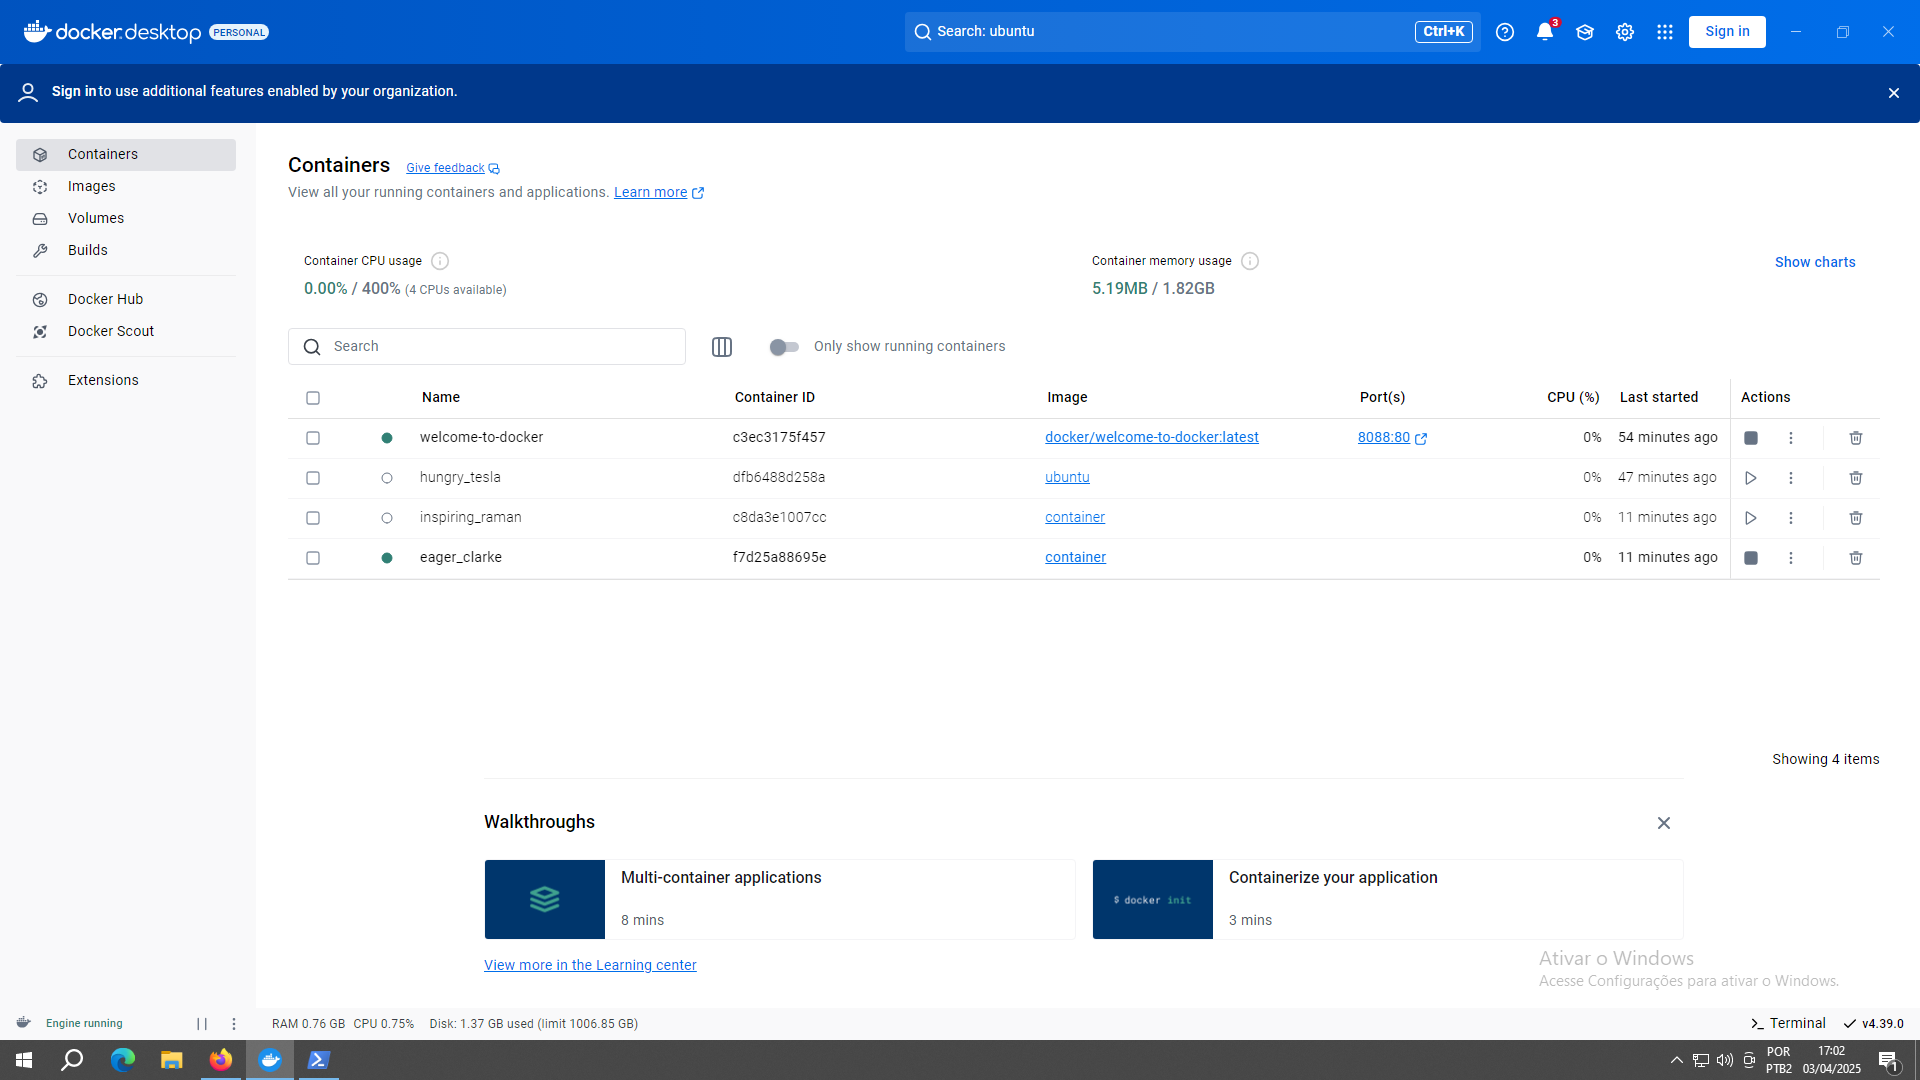 docker.desktop PERSONAL
Search: ubuntu
Ctrl+K
3
Sign in
Sign in to use additional features enabled by your organization.
Containers
Images
Volumes
Builds
Docker Hub
Docker Scout
Extensions
Containers
Give feedback
View all your running containers and applications. Learn more
Container CPU usage
0.00% / 400% (4 CPUs available)
Container memory usage
5.19MB / 1.82GB
Show charts
Search
Only show running containers
Name Container ID Image Port(s) CPU (%) Last started Actions
welcome-to-docker c3ec3175f457 docker/welcome-to-docker:latest 8088:80 0% 54 minutes ago
hungry_tesla dfb6488d258a ubuntu 0% 47 minutes ago
inspiring_raman c8da3e1007cc container 0% 11 minutes ago
eager_clarke f7d25a88695e container 0% 11 minutes ago
Showing 4 items
Walkthroughs
Multi-container applications
8 mins
$ docker init
Containerize your application
3 mins
View more in the Learning center
Ativar o Windows
Acesse Configurações para ativar o Windows.
Engine running
RAM 0.76 GB CPU 0.75% Disk: 1.37 GB used (limit 1006.85 GB)
Terminal
v4.39.0
POR
PTB2
17:02
03/04/2025
1